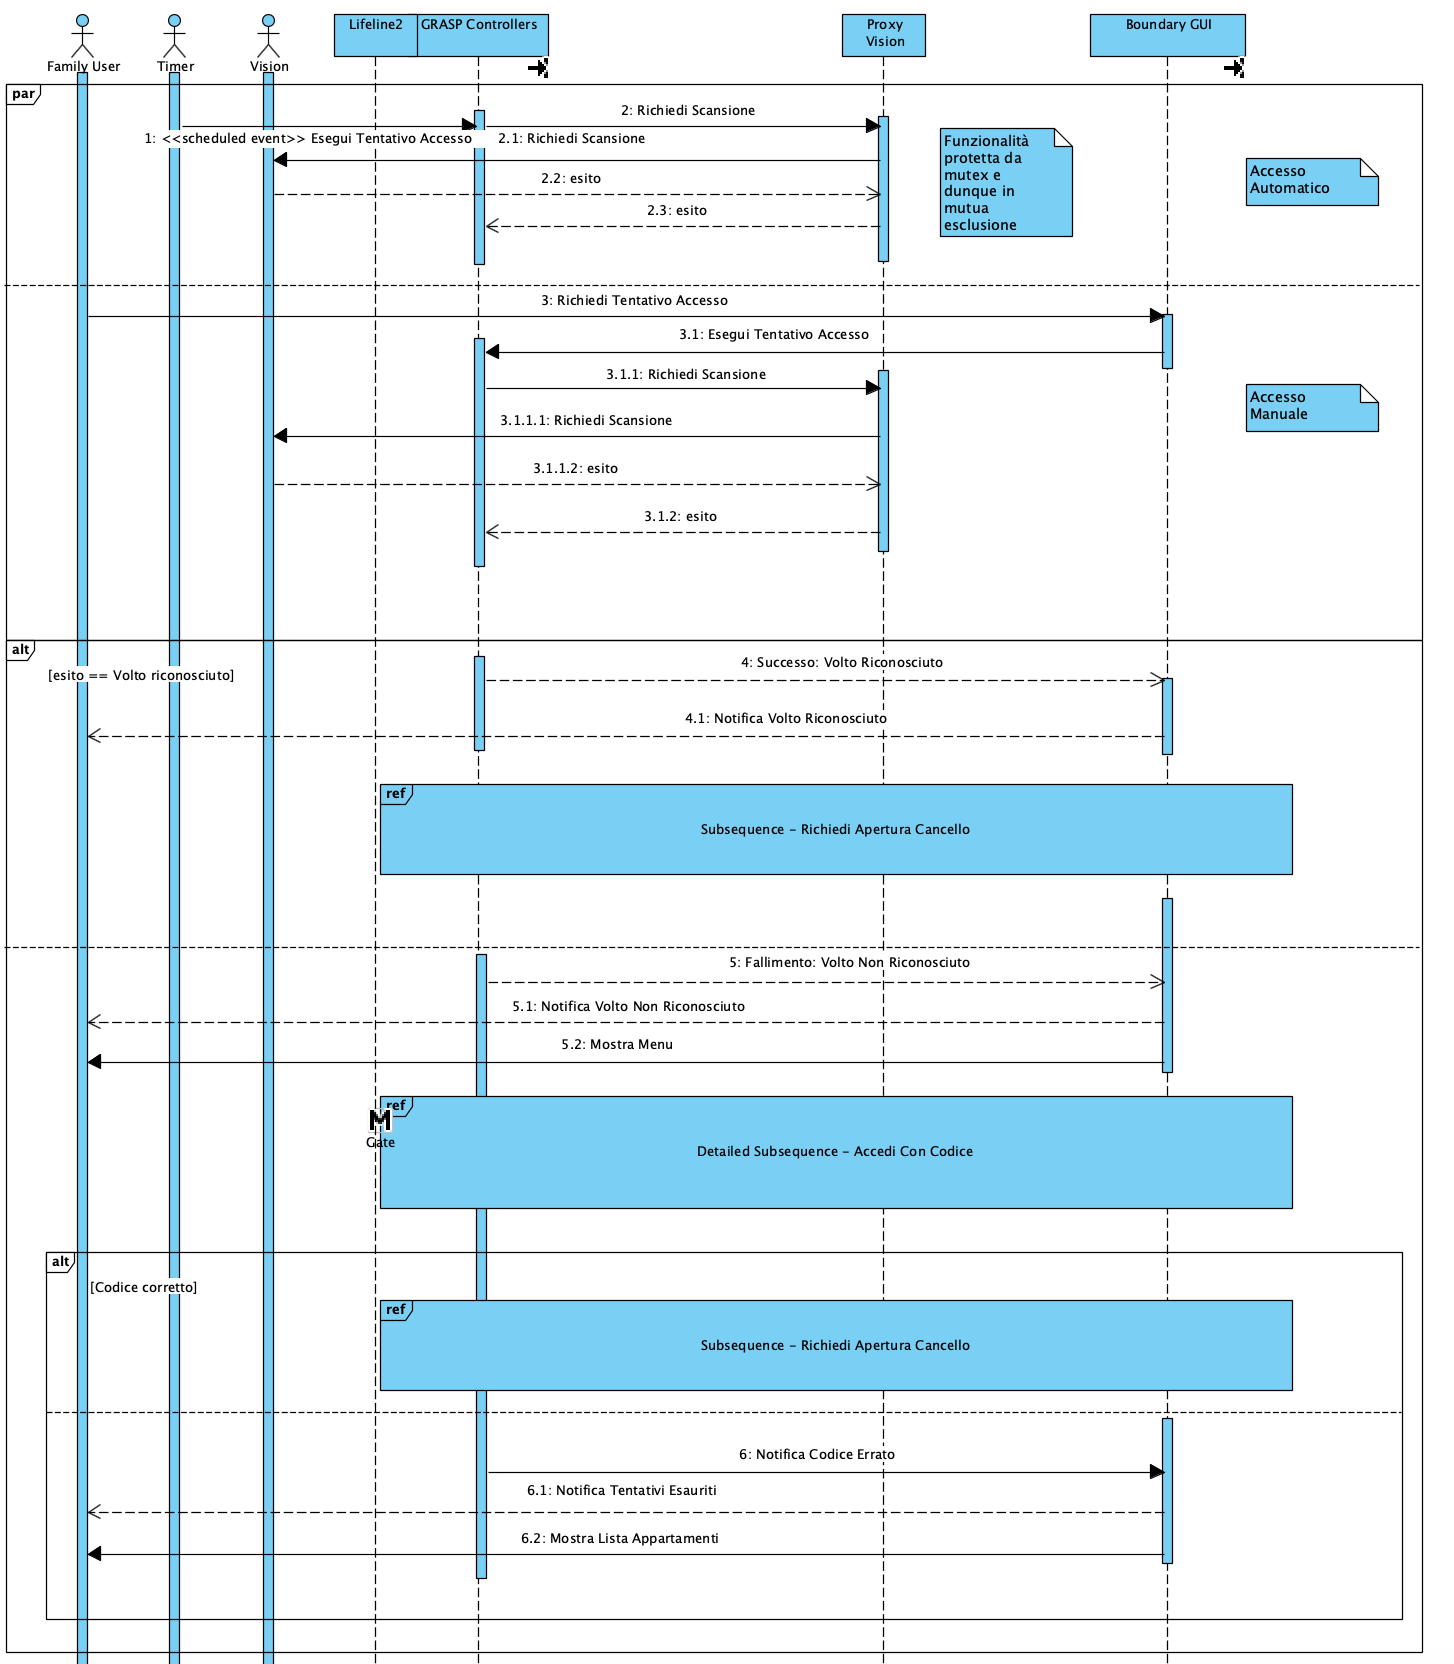 Lifeline2
GRASP Controllers
Proxy
Vision
Boundary GUI
Family User
Timer
Vision
par
2: Richiedi Scansione
1: <<scheduled event>> Esegui Tentativo Accesso
2.1: Richiedi Scansione
Funzionalità
protetta da
mutex e
dunque in
mutua
esclusione
Accesso
Automatico
2.2: esito
2.3: esito
3: Richiedi Tentativo Accesso
3.1: Esegui Tentativo Accesso
3.1.1: Richiedi Scansione
Accesso
Manuale
3.1.1.1: Richiedi Scansione
3.1.1.2: esito
3.1.2: esito
alt
[esito == Volto riconosciuto]
4: Successo: Volto Riconosciuto
4.1: Notifica Volto Riconosciuto
ref
Subsequence - Richiedi Apertura Cancello
5: Fallimento: Volto Non Riconosciuto
5.1: Notifica Volto Non Riconosciuto
5.2: Mostra Menu
ref
Gate
Detailed Subsequence - Accedi Con Codice
alt
[Codice corretto]
ref
Subsequence - Richiedi Apertura Cancello
6: Notifica Codice Errato
6.1: Notifica Tentativi Esauriti
6.2: Mostra Lista Appartamenti